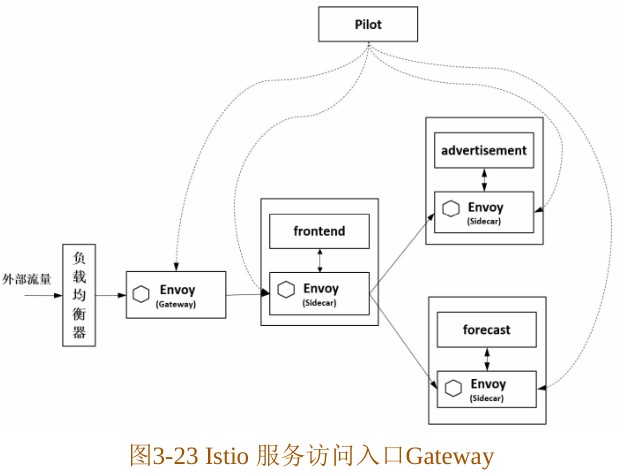 Pilot
advertisement
Envoy
(Sidecar)
frontend
Envoy
(Sidecar)
外部流量
负载均衡器
Envoy
(Gateway)
forecast
Envoy
(Sidecar)
图3-23 Istio 服务访问入口Gateway